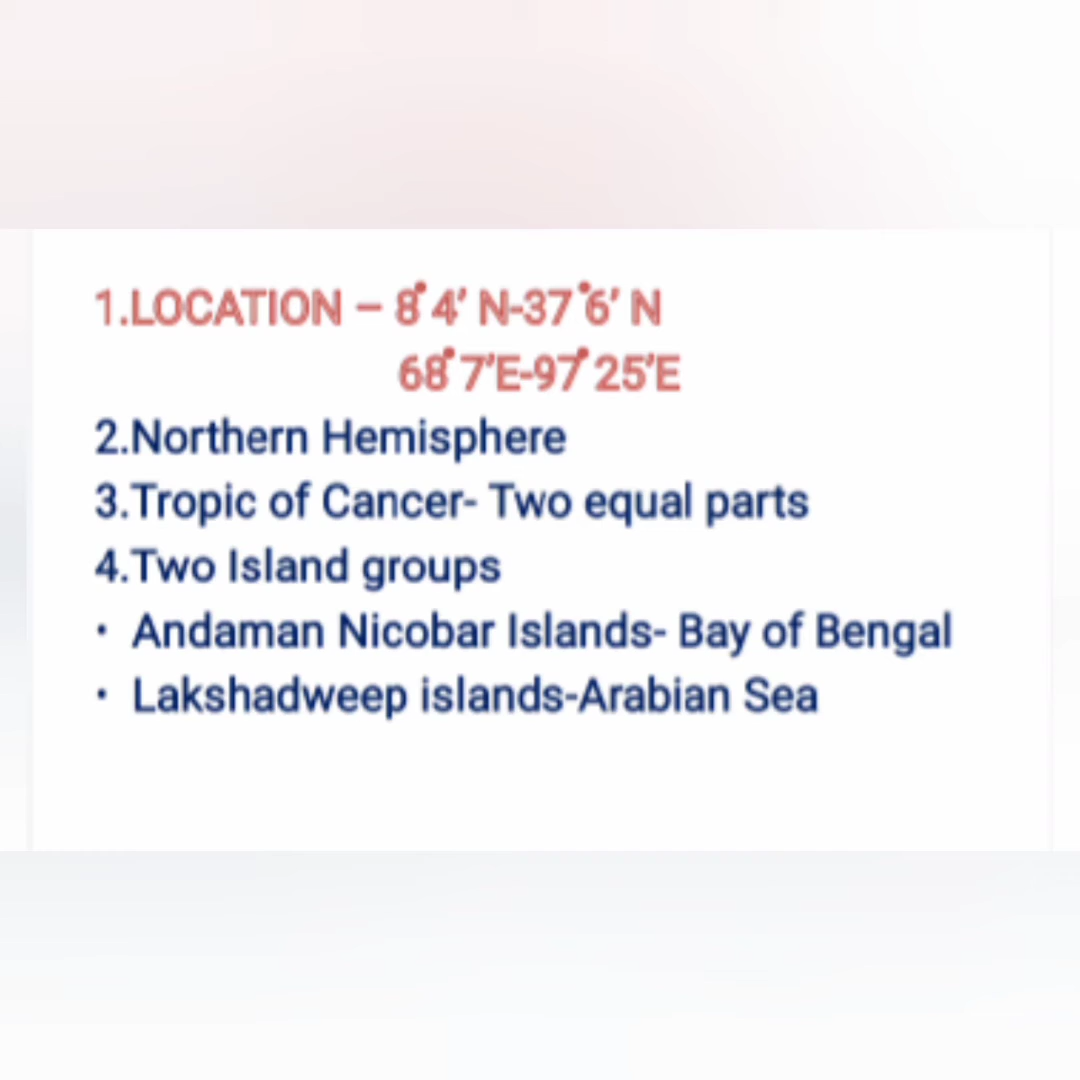 1.LOCATION – 8°4' N-37°6' N
68°7'E-97°25'E
2.Northern Hemisphere
3.Tropic of Cancer- Two equal parts
4.Two Island groups
• Andaman Nicobar Islands- Bay of Bengal
• Lakshadweep islands-Arabian Sea